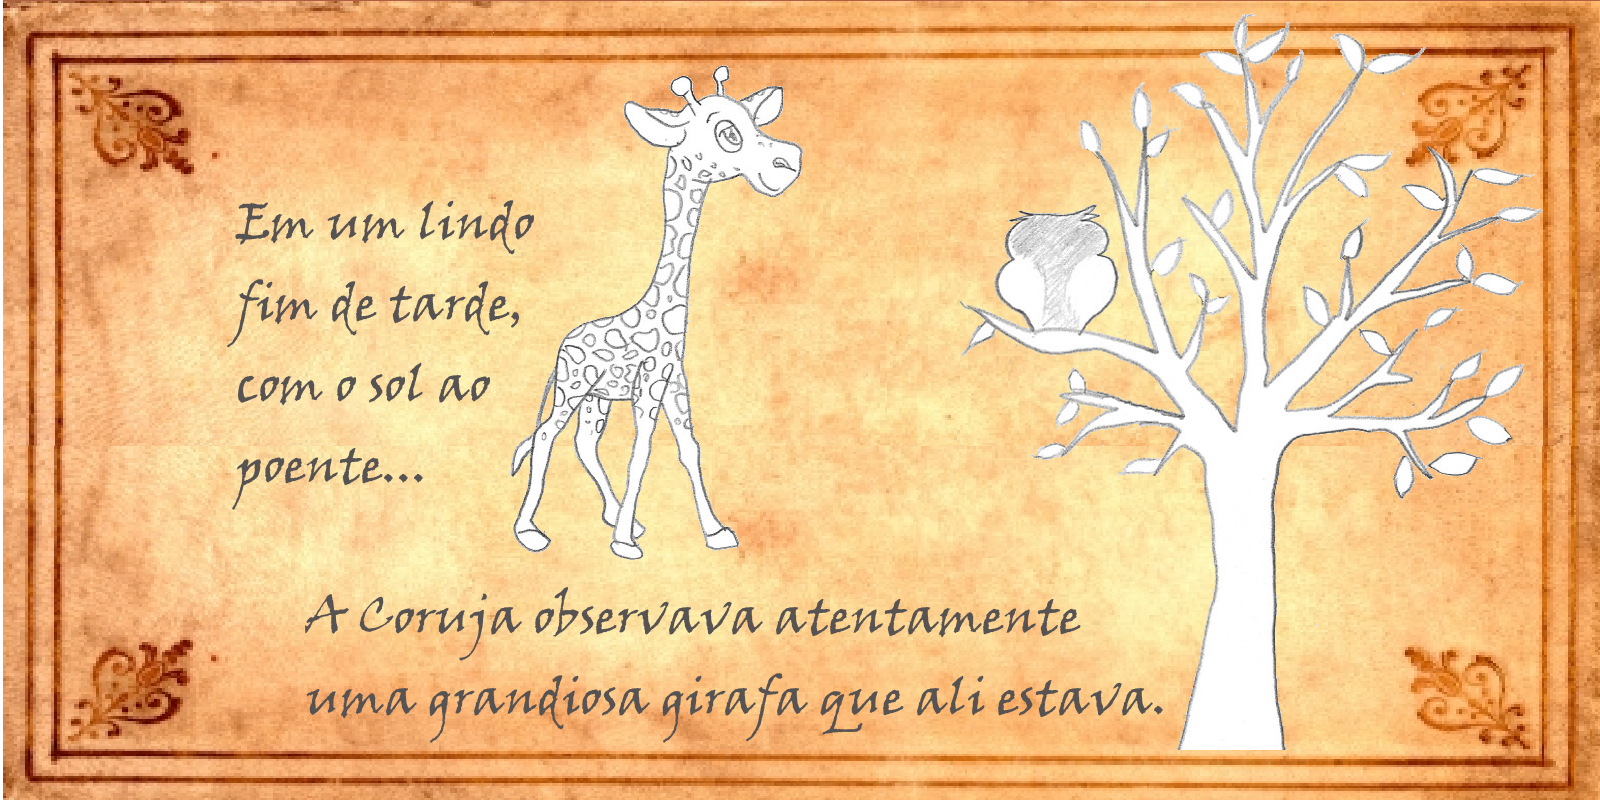 Em um lindo
fim de tarde,
com o sol ao
poente...
A Coruja observava atentamente
uma grandiosa girafa que ali estava.